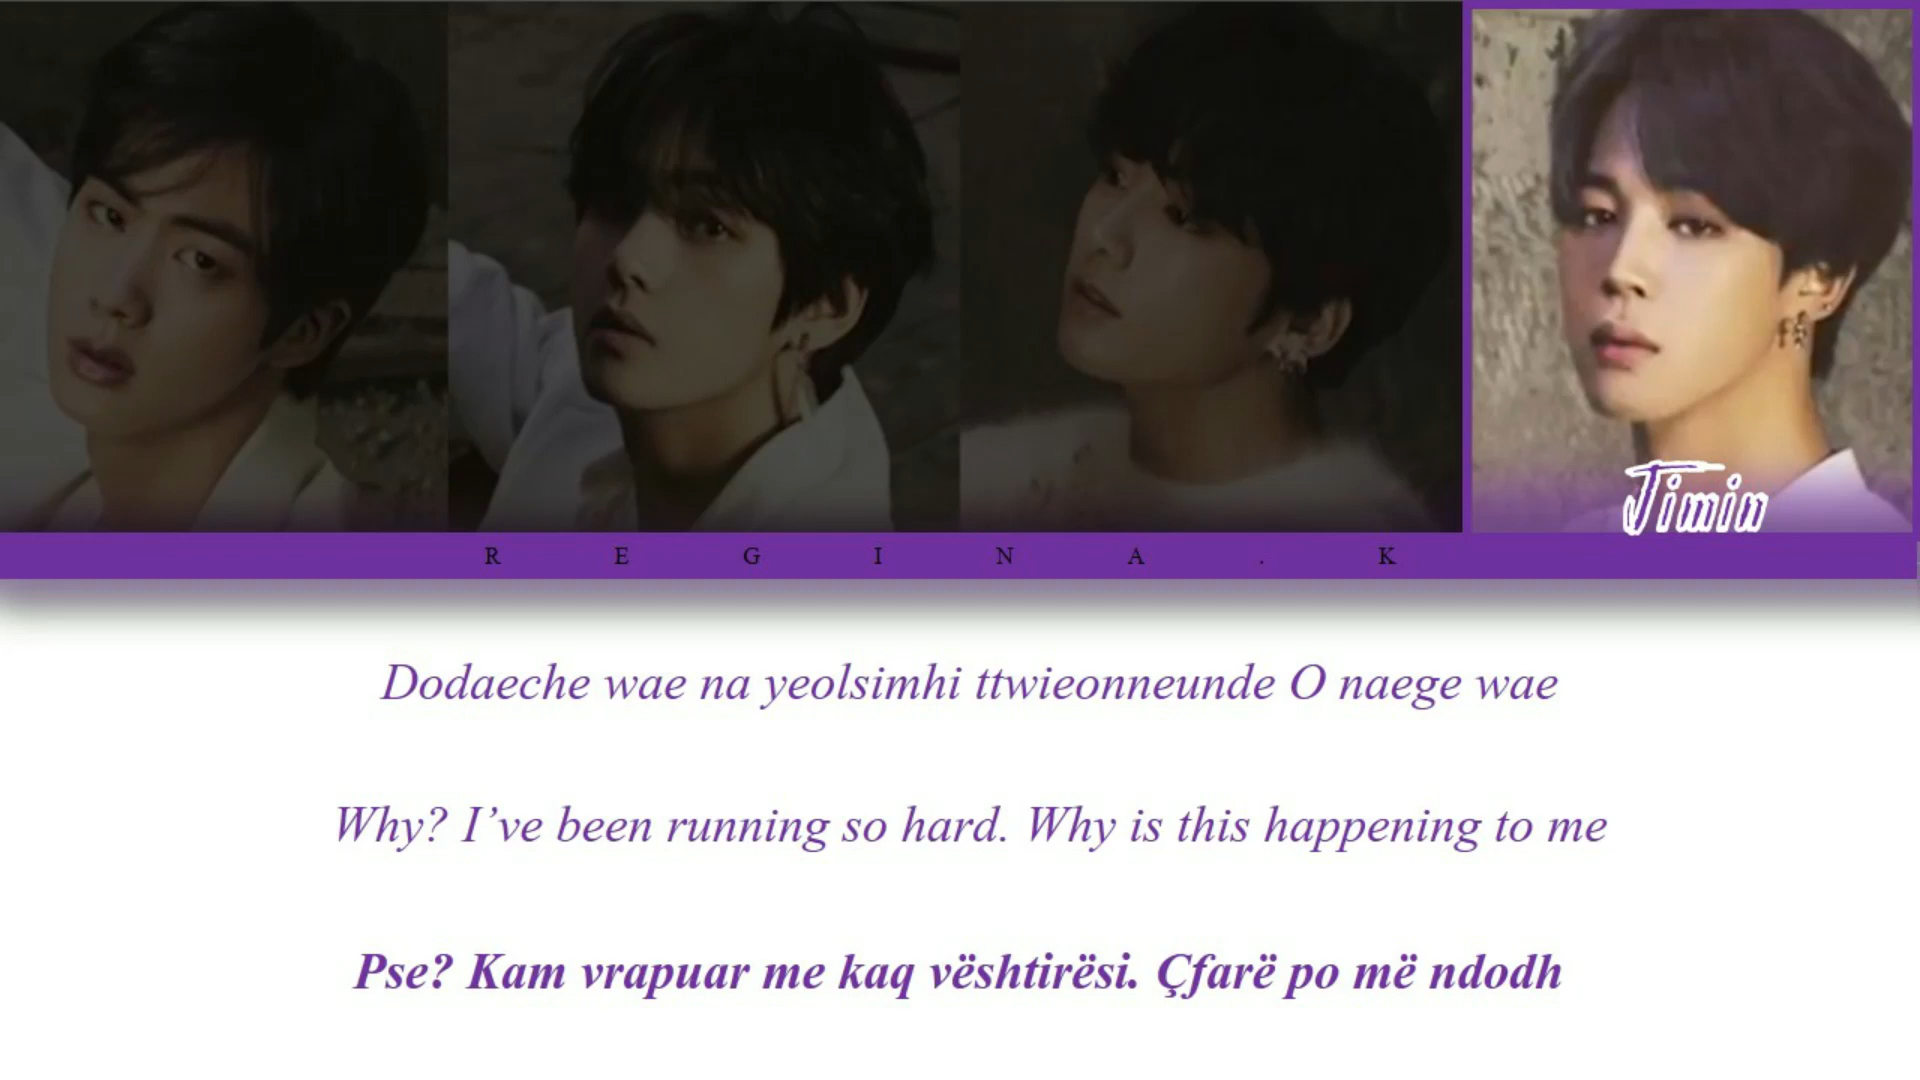 Jimin
R E G I N A . K
Dodaeche wae na yeolsimhi ttwieonneunde O naege wae
Why? I’ve been running so hard. Why is this happening to me
Pse? Kam vrapuar me kaq vështirësi. Çfarë po më ndodh